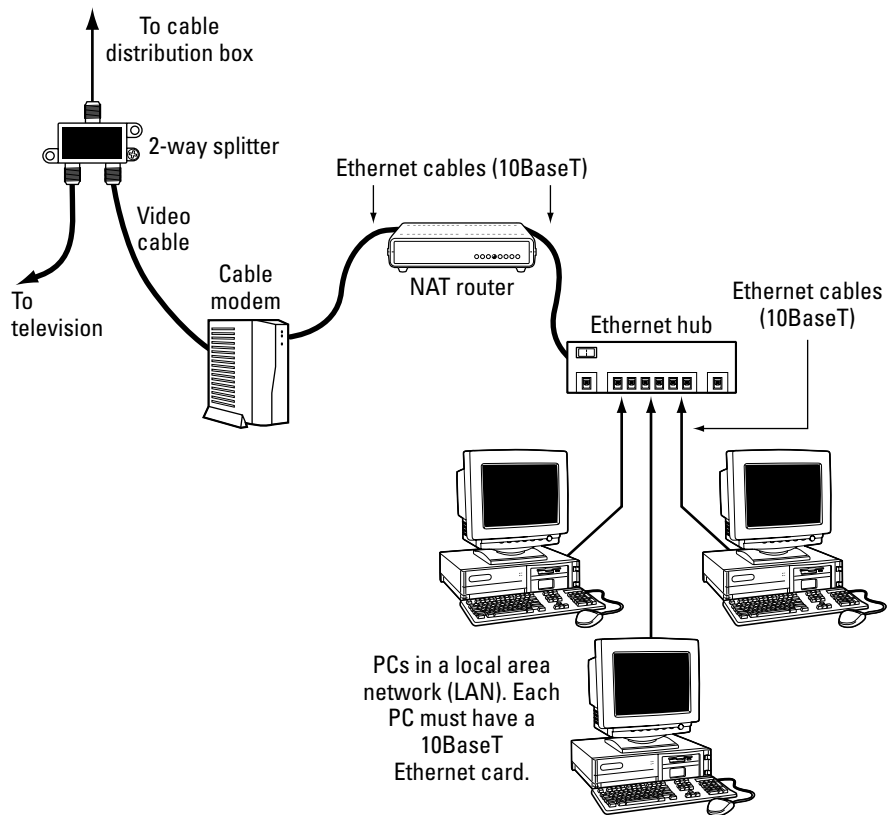 To cable
distribution box
2-way splitter
Ethernet cables (10BaseT)
Video
cable
Cable
modem
To
television
NAT router
Ethernet cables
(10BaseT)
Ethernet hub
PCs in a local area
network (LAN). Each
PC must have a
10BaseT
Ethernet card.